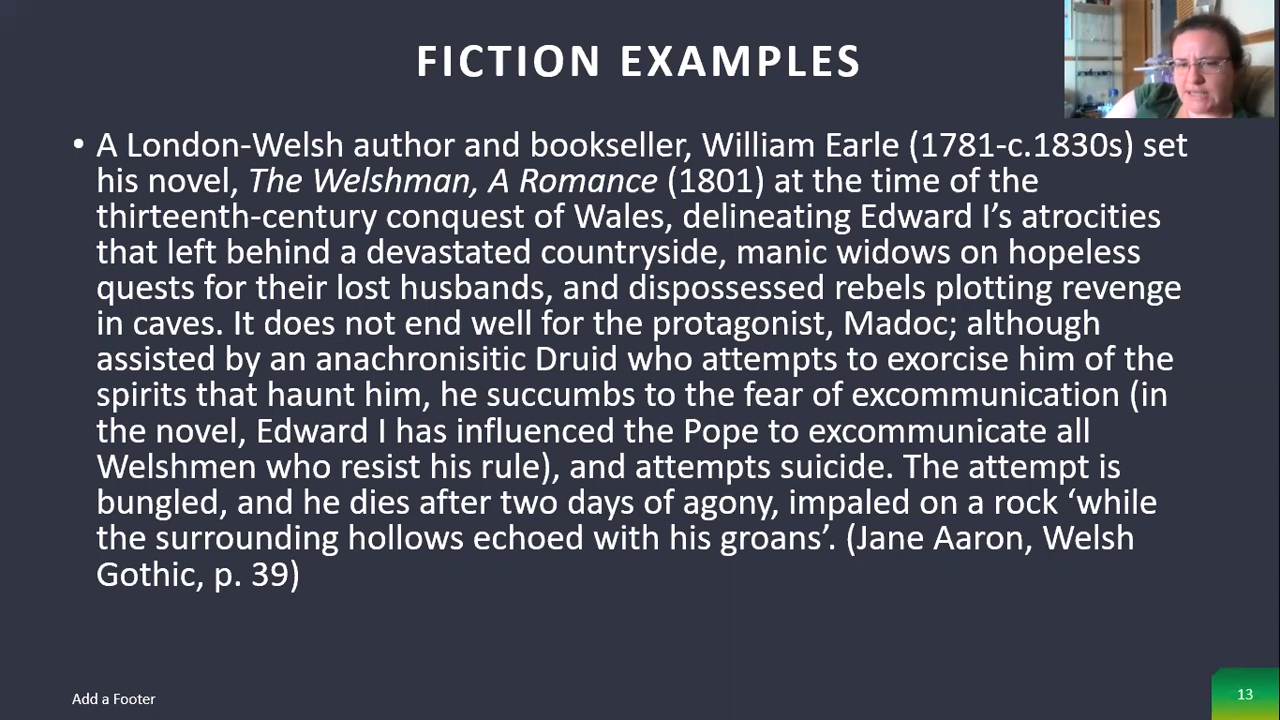 FICTION EXAMPLES
• A London-Welsh author and bookseller, William Earle (1781-c.1830s) set
his novel, The Welshman, A Romance (1801) at the time of the
thirteenth-century conquest of Wales, delineating Edward I’s atrocities
that left behind a devastated countryside, manic widows on hopeless
quests for their lost husbands, and dispossessed rebels plotting revenge
in caves. It does not end well for the protagonist, Madoc; although
assisted by an anachronisitic Druid who attempts to exorcise him of the
spirits that haunt him, he succumbs to the fear of excommunication (in
the novel, Edward I has influenced the Pope to excommunicate all
Welshmen who resist his rule), and attempts suicide. The attempt is
bungled, and he dies after two days of agony, impaled on a rock ‘while
the surrounding hollows echoed with his groans’. (Jane Aaron, Welsh
Gothic, p. 39)
Add a Footer
13